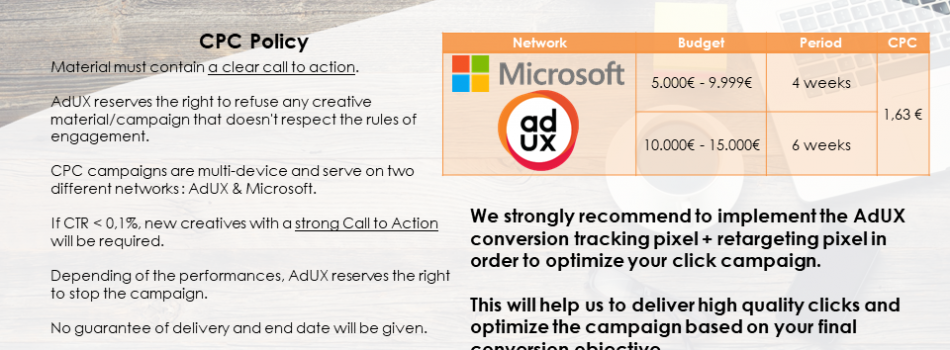 CPC Policy
Material must contain a clear call to action.
AdUX reserves the right to refuse any creative
material/campaign that doesn't respect the rules of
engagement.
CPC campaigns are multi-device and serve on two
different networks: AdUX & Microsoft.
If CTR < 0,1%, new creatives with a strong Call to Action
will be required.
Depending of the performances, AdUX reserves the right
to stop the campaign.
No guarantee of delivery and end date will be given.
Network Budget Period CPC
Microsoft
5.000€ - 9.999€ 4 weeks
1,63 €
ad
ux
10.000€ - 15.000€ 6 weeks
We strongly recommend to implement the AdUX
conversion tracking pixel + retargeting pixel in
order to optimize your click campaign.
This will help us to deliver high quality clicks and
optimize the campaign based on your final
conversion objective